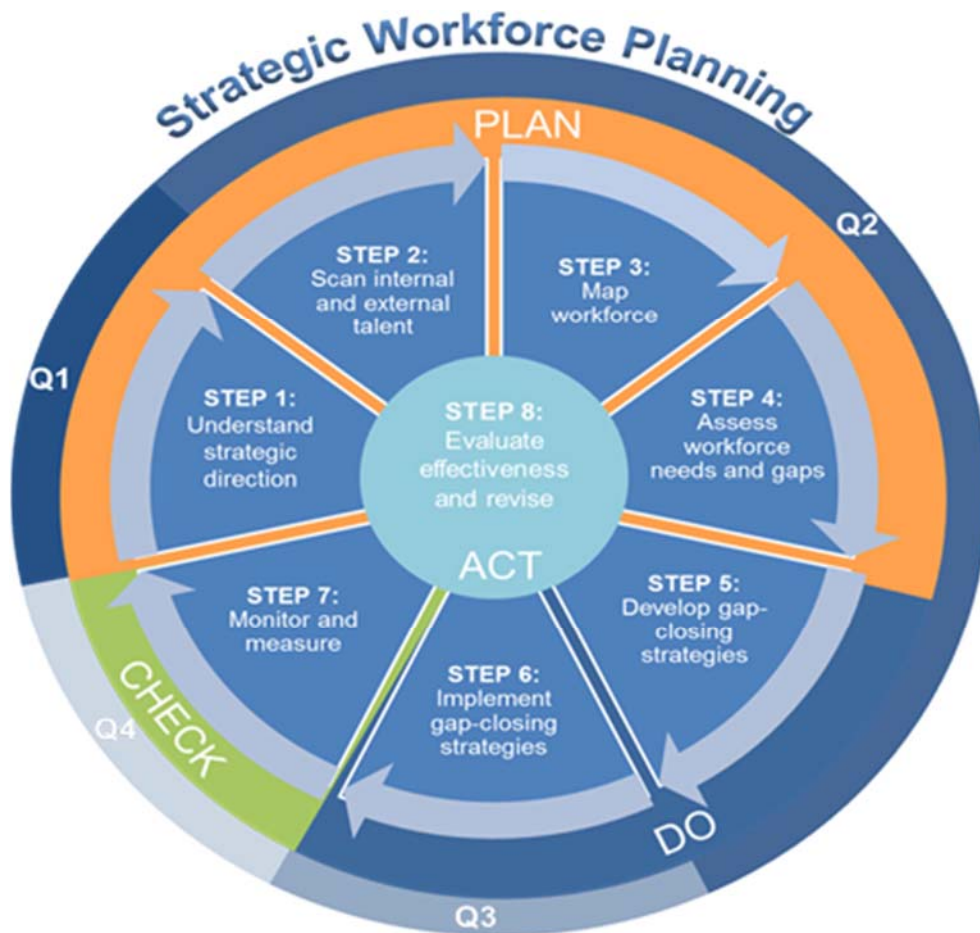 Strategic Workforce Planning
PLAN
Q1
Q2
STEP 1:
Understand
strategic
direction
STEP 2:
Scan internal
and external
talent
STEP 3:
Map
workforce
STEP 4:
Assess
workforce
needs and gaps
STEP 5:
Develop gap-
closing
strategies
STEP 6:
Implement
gap-closing
strategies
STEP 7:
Monitor and
measure
STEP 8:
Evaluate
effectiveness
and revise
ACT
CHECK
DO
Q4
Q3